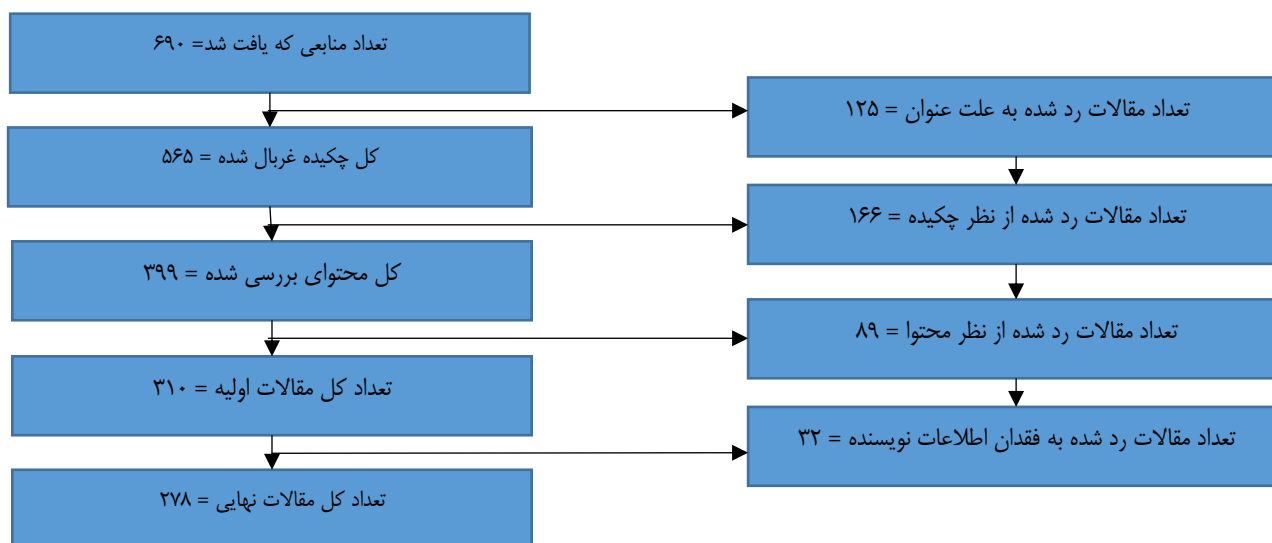 تعداد منابعی که یافت شد= ۶۹۰
تعداد مقالات رد شده به علت عنوان = ۱۲۵
کل چکیده غربال شده = ۵۶۵
تعداد مقالات رد شده از نظر چکیده = ۱۶۶
کل محتوای بررسی شده = ۳۹۹
تعداد مقالات رد شده از نظر محتوا = ۸۹
تعداد کل مقالات اولیه = ۳۱۰
تعداد مقالات رد شده به فقدان اطلاعات نویسنده = ۳۲
تعداد کل مقالات نهایی = ۲۷۸